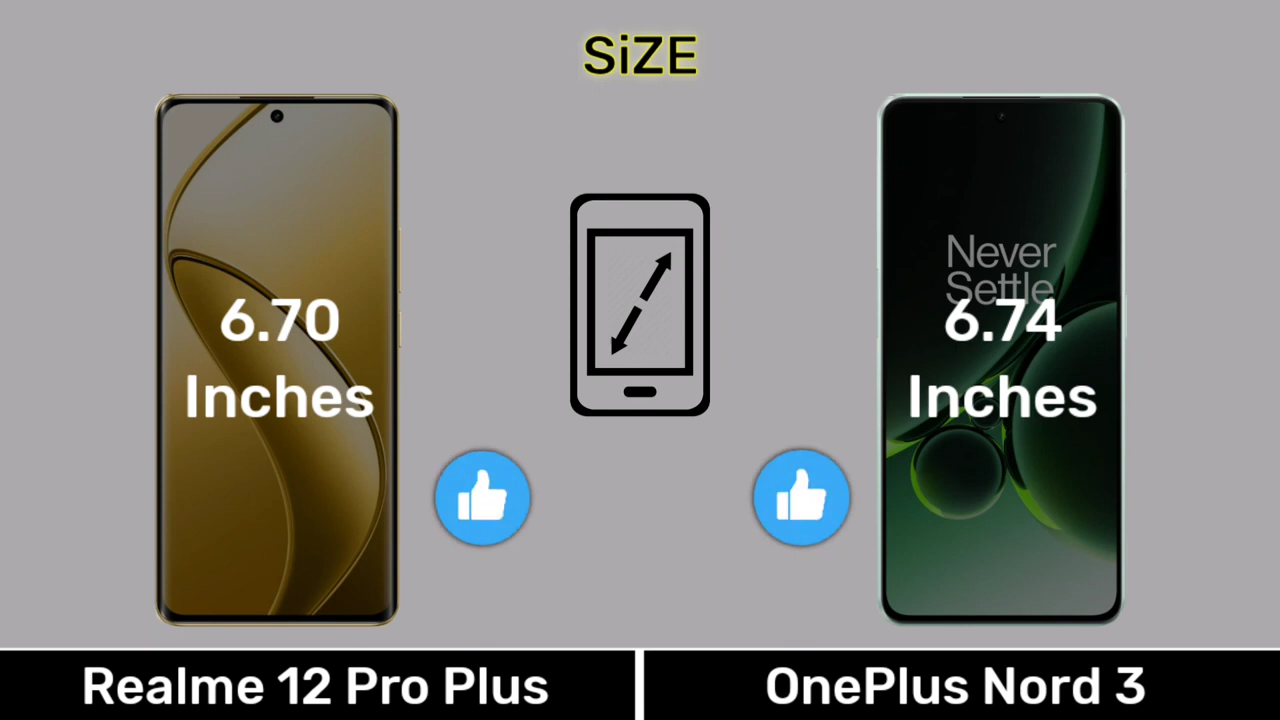 SiZE
Never
Settle
6.70
Inches
6.74
Inches
Realme 12 Pro Plus
OnePlus Nord 3